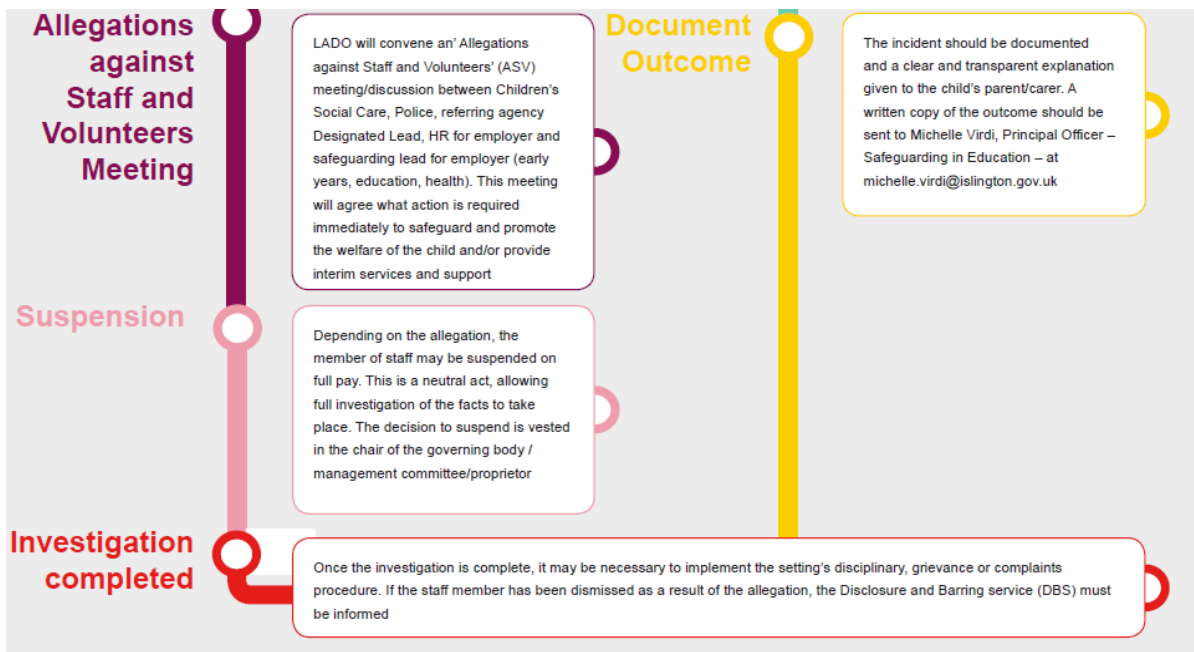 Allegations
against
Staff and
Volunteers
Meeting
LADO will convene an' Allegations
against Staff and Volunteers' (ASV)
meeting/discussion between Children's
Social Care, Police, referring agency
Designated Lead, HR for employer and
safeguarding lead for employer (early
years, education, health). This meeting
will agree what action is required
immediately to safeguard and promote
the welfare of the child and/or provide
interim services and support
Document
Outcome
The incident should be documented
and a clear and transparent explanation
given to the child's parent/carer. A
written copy of the outcome should be
sent to Michelle Virdi, Principal Officer –
Safeguarding in Education – at
michelle.virdi@islington.gov.uk
Suspension
Depending on the allegation, the
member of staff may be suspended on
full pay. This is a neutral act, allowing
full investigation of the facts to take
place. The decision to suspend is vested
in the chair of the governing body /
management committee/proprietor
Investigation
completed
Once the investigation is complete, it may be necessary to implement the setting's disciplinary, grievance or complaints
procedure. If the staff member has been dismissed as a result of the allegation, the Disclosure and Barring service (DBS) must
be informed